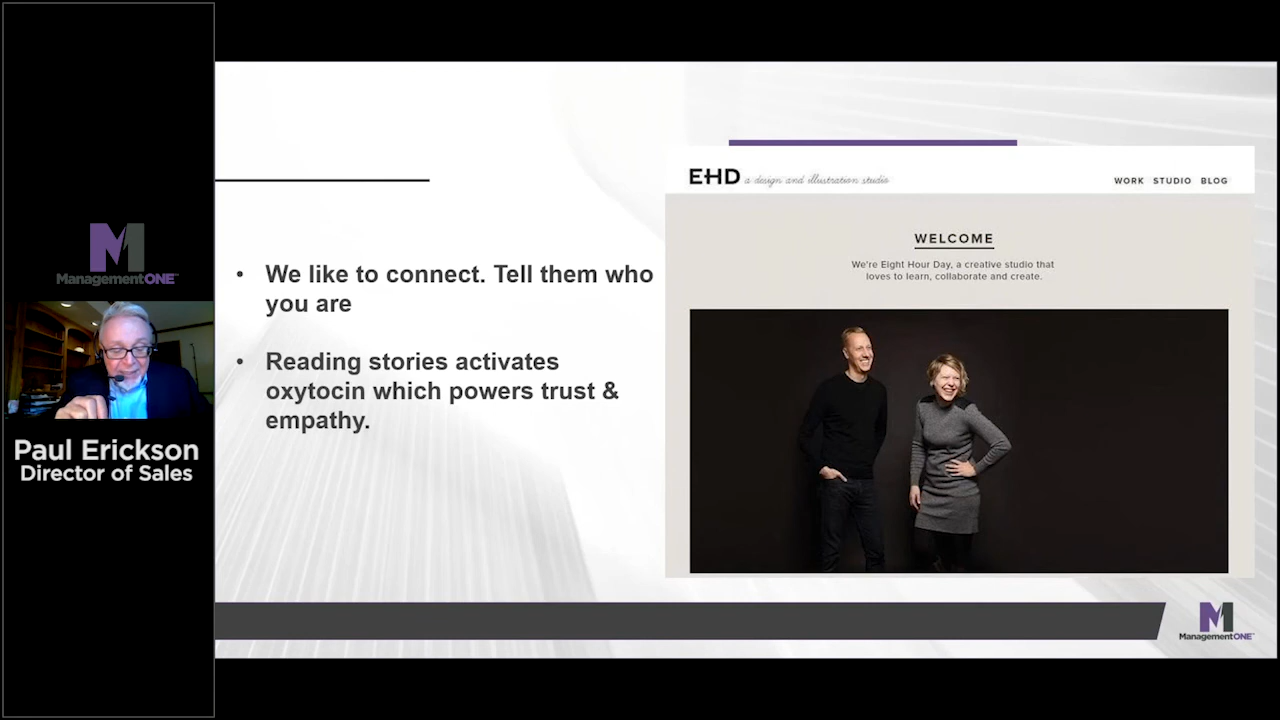 M
ManagementONE™
Paul Erickson
Director of Sales
• We like to connect. Tell them who
you are
• Reading stories activates
oxytocin which powers trust &
empathy.
EHD a design and illustration studio
WORK STUDIO BLOG
WELCOME
We're Eight Hour Day, a creative studio that
loves to learn, collaborate and create.
M
ManagementONE™